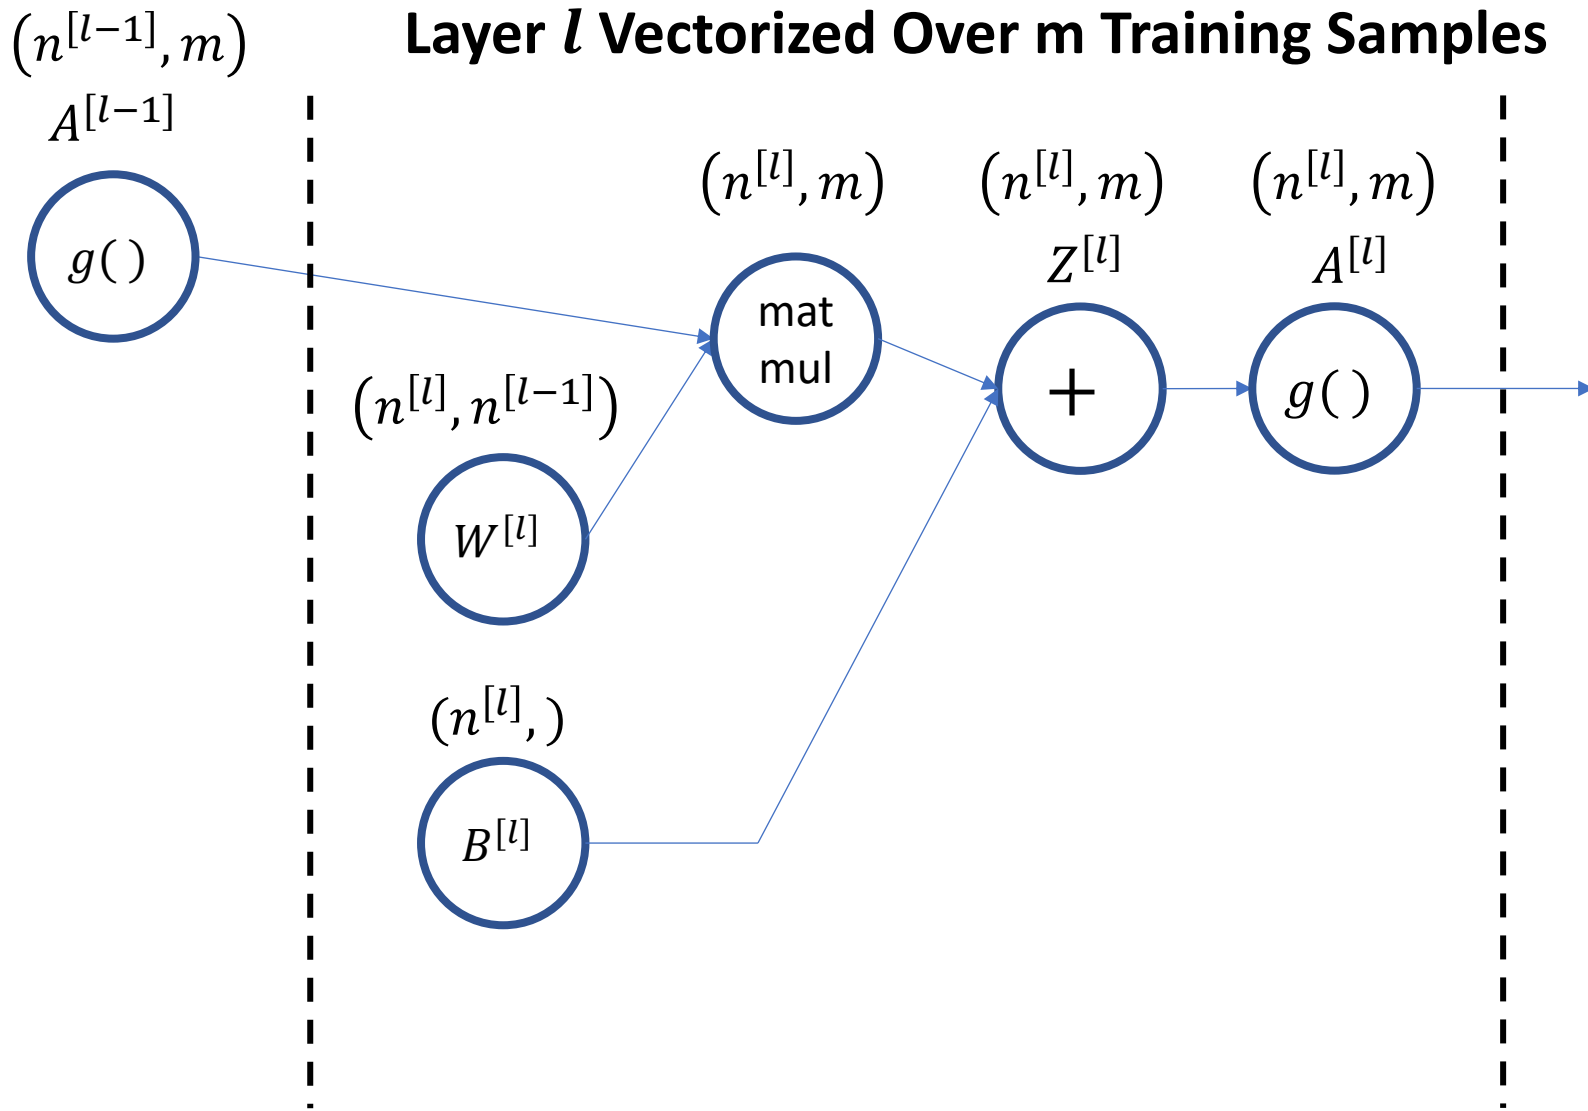 Layer l Vectorized Over m Training Samples
(n^[l−1], m)
A^[l−1]
g( )
(n^[l], m)
mat
mul
(n^[l], m)
Z^[l]
+
(n^[l], m)
A^[l]
g( )
(n^[l], n^[l−1])
W^[l]
(n^[l], )
B^[l]